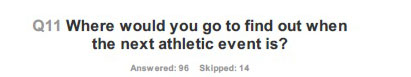 Q11 Where would you go to find out when
the next athletic event is?
Answered: 96 Skipped: 14